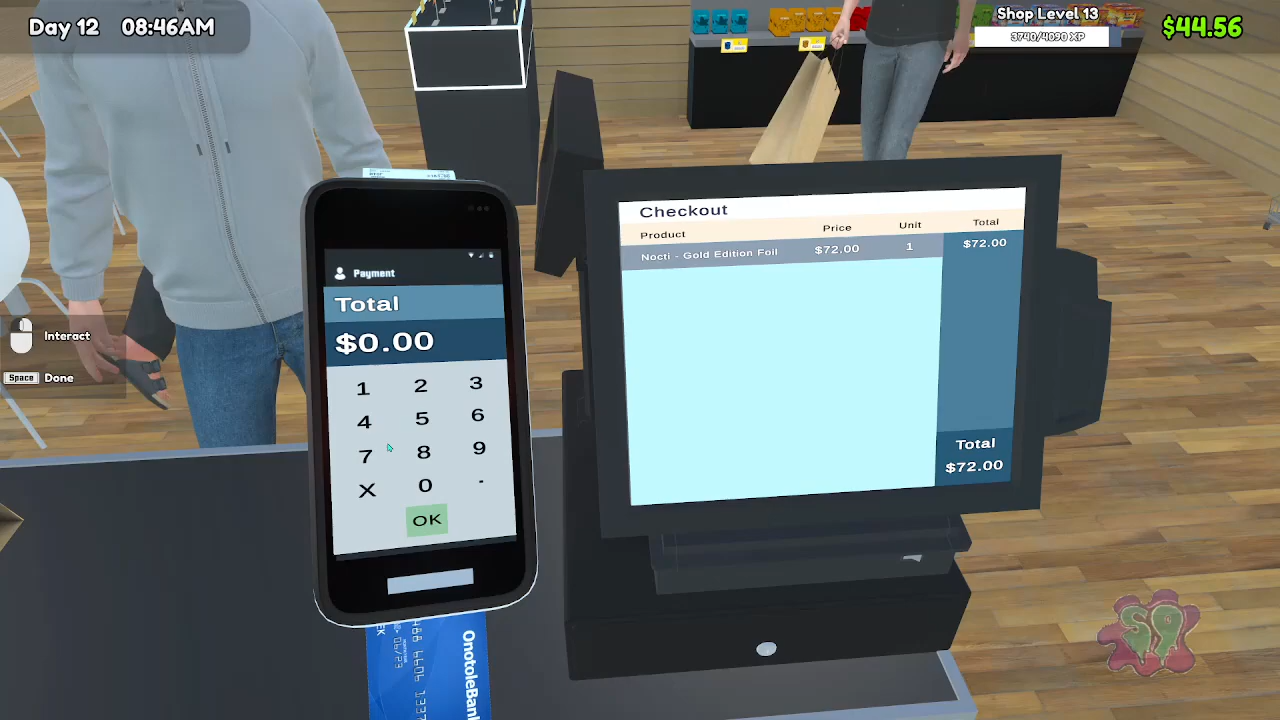 Day 12 08:46AM
Shop Level 13
3740/4090 XP
$44.56
Interact
Space Done
Payment
Total
$0.00
1 2 3
4 5 6
7 8 9
X 0 .
OK
Checkout
Product Price Unit Total
Nocti - Gold Edition Foil $72.00 1 $72.00
Total
$72.00
OnotoleBank